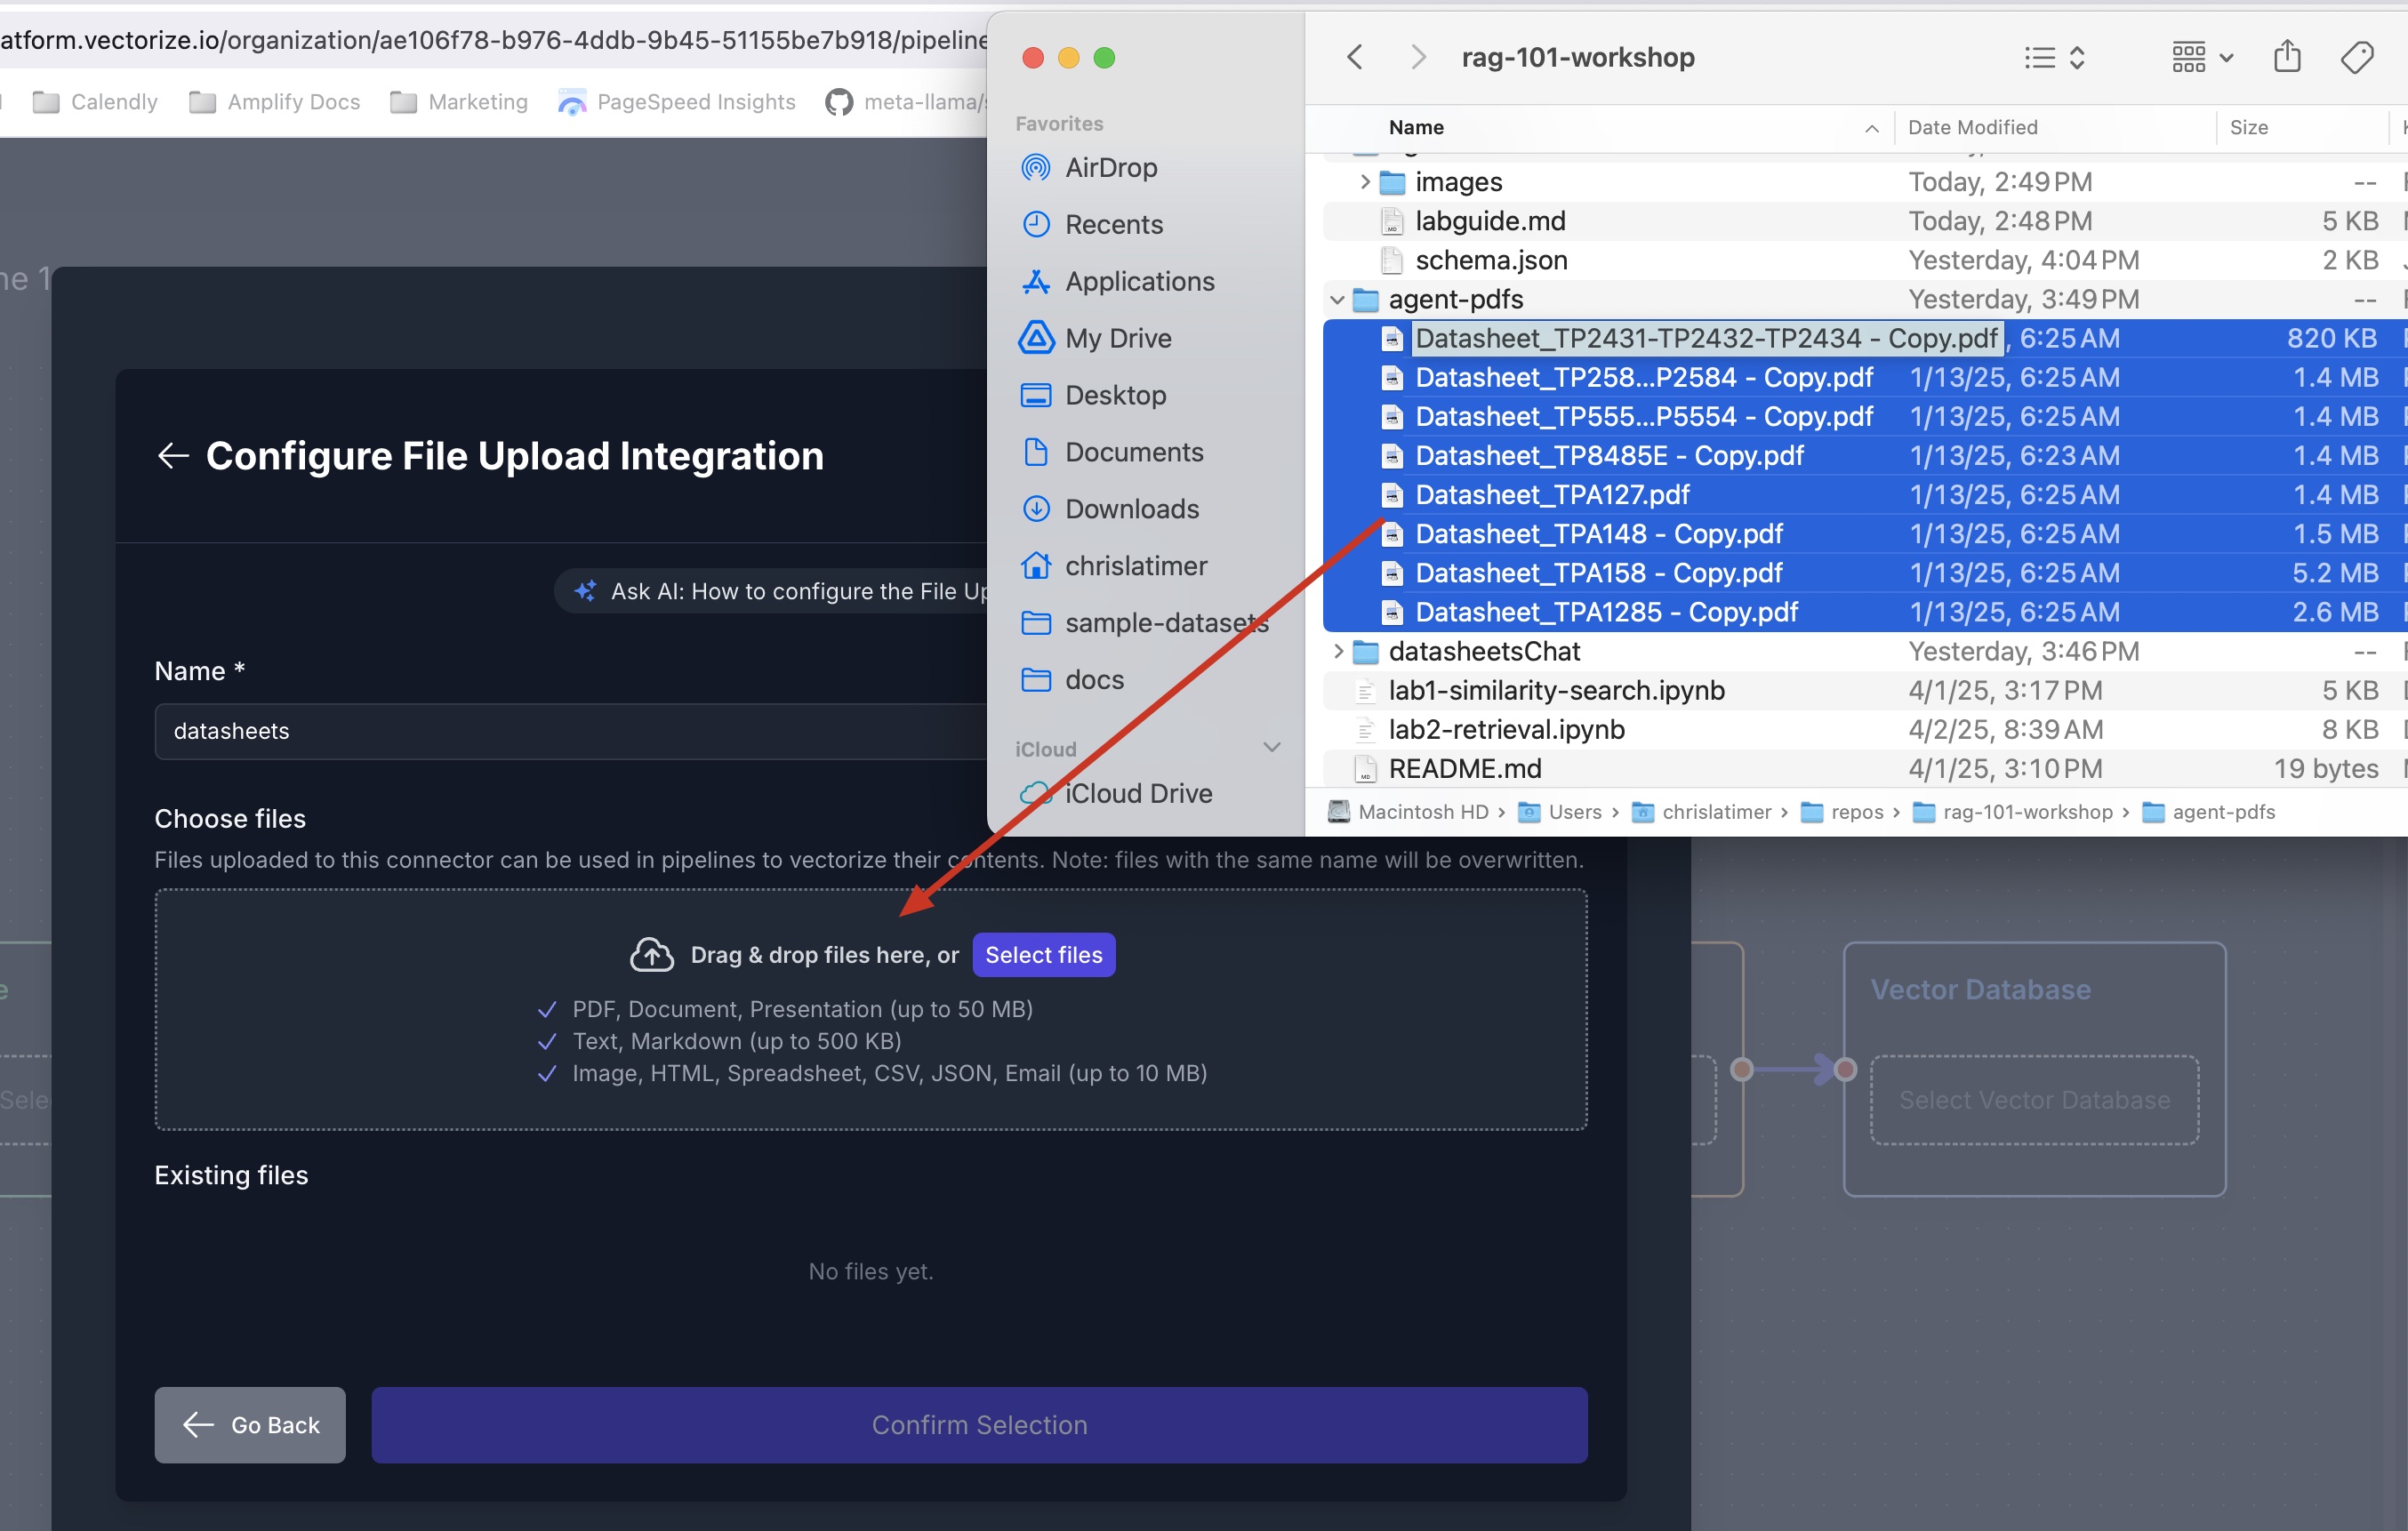 atform.vectorize.io/organization/ae106f78-b976-4ddb-9b45-51155be7b918/pipeline
Calendly
Amplify Docs
Marketing
PageSpeed Insights
meta-llama/
ne 1
Configure File Upload Integration
Ask AI: How to configure the File Up
Name *
datasheets
Choose files
Files uploaded to this connector can be used in pipelines to vectorize their contents. Note: files with the same name will be overwritten.
Drag & drop files here, or Select files
PDF, Document, Presentation (up to 50 MB)
Text, Markdown (up to 500 KB)
Image, HTML, Spreadsheet, CSV, JSON, Email (up to 10 MB)
Existing files
No files yet.
Go Back
Confirm Selection
e
Sele
Vector Database
Select Vector Database
rag-101-workshop
Favorites
AirDrop
Recents
Applications
My Drive
Desktop
Documents
Downloads
chrislatimer
sample-datasets
docs
iCloud
iCloud Drive
Name Date Modified Size
images Today, 2:49 PM --
labguide.md Today, 2:48 PM 5 KB
schema.json Yesterday, 4:04 PM 2 KB
agent-pdfs Yesterday, 3:49 PM --
Datasheet_TP2431-TP2432-TP2434 - Copy.pdf , 6:25 AM 820 KB
Datasheet_TP258...P2584 - Copy.pdf 1/13/25, 6:25 AM 1.4 MB
Datasheet_TP555...P5554 - Copy.pdf 1/13/25, 6:25 AM 1.4 MB
Datasheet_TP8485E - Copy.pdf 1/13/25, 6:23 AM 1.4 MB
Datasheet_TPA127.pdf 1/13/25, 6:25 AM 1.4 MB
Datasheet_TPA148 - Copy.pdf 1/13/25, 6:25 AM 1.5 MB
Datasheet_TPA158 - Copy.pdf 1/13/25, 6:25 AM 5.2 MB
Datasheet_TPA1285 - Copy.pdf 1/13/25, 6:25 AM 2.6 MB
datasheetsChat Yesterday, 3:46 PM --
lab1-similarity-search.ipynb 4/1/25, 3:17 PM 5 KB
lab2-retrieval.ipynb 4/2/25, 8:39 AM 8 KB
README.md 4/1/25, 3:10 PM 19 bytes
Macintosh HD › Users › chrislatimer › repos › rag-101-workshop › agent-pdfs